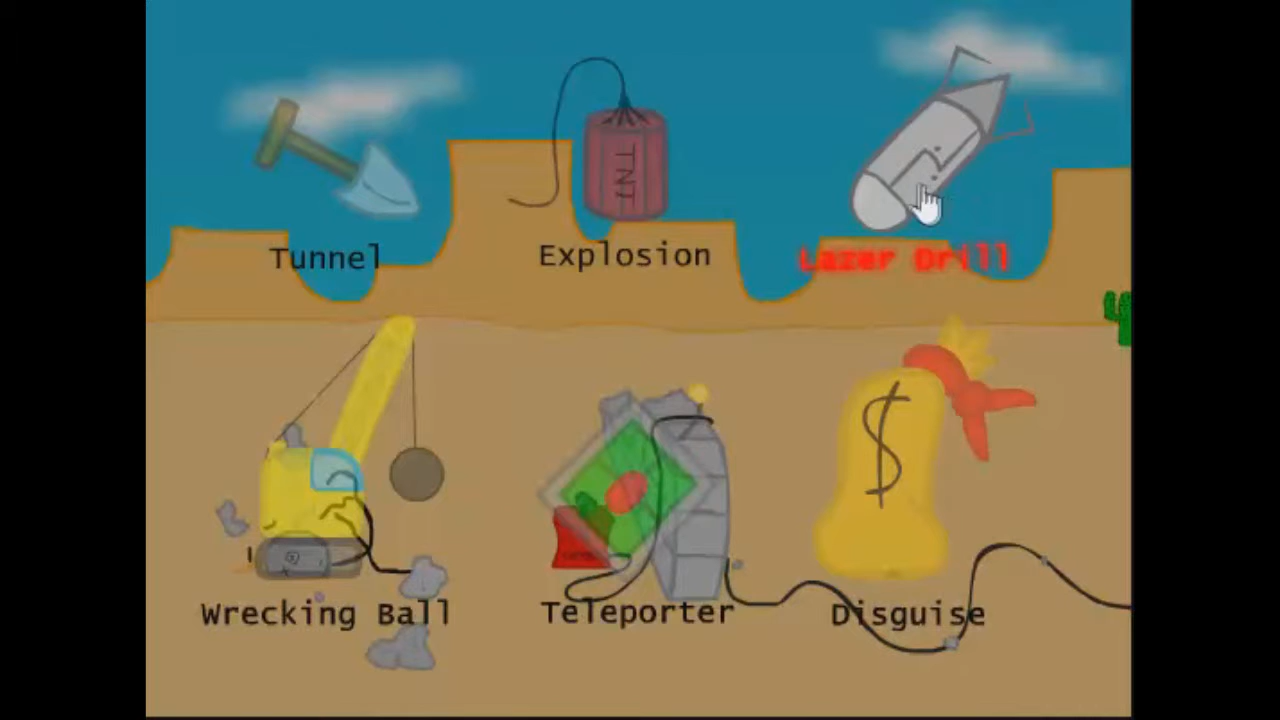 TNT
Tunnel
Explosion
Lazer Drill
$
Wrecking Ball
Teleporter
Disguise